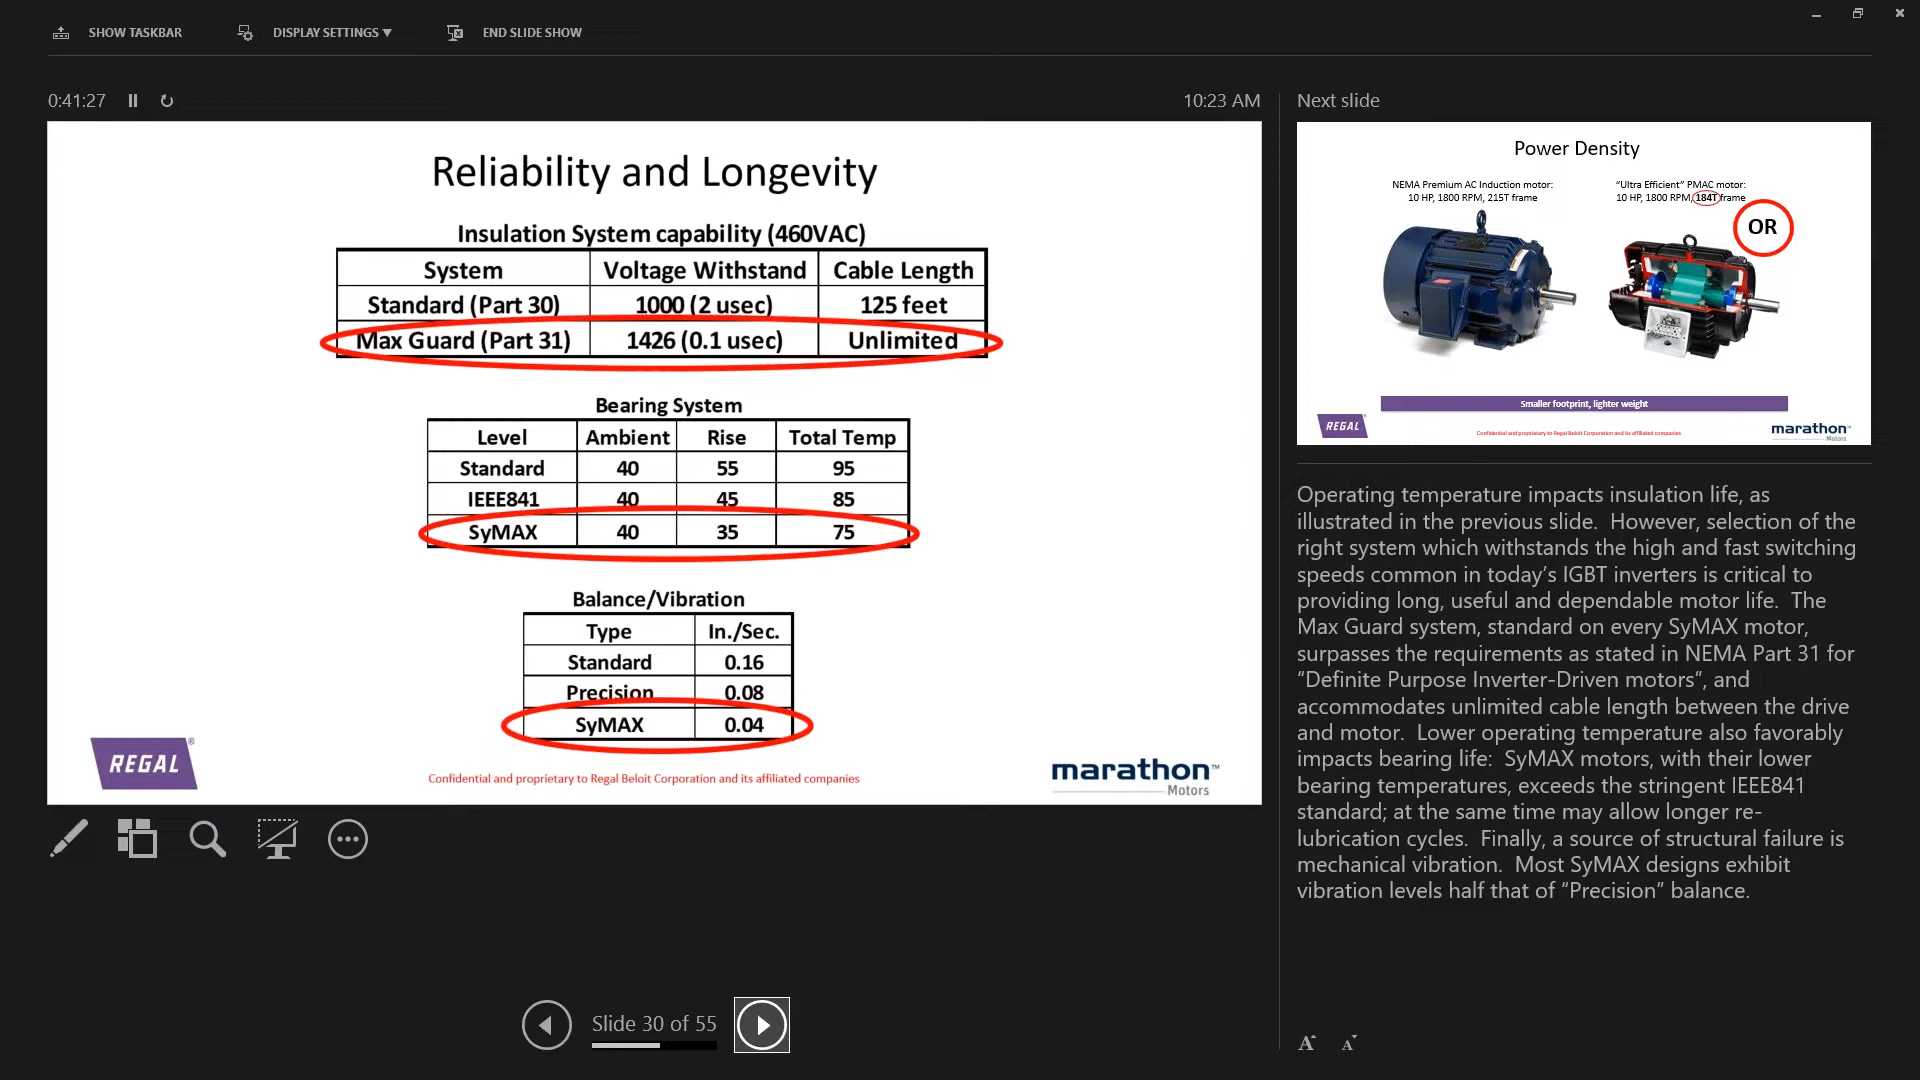 SHOW TASKBAR
DISPLAY SETTINGS ▼
END SLIDE SHOW
0:41:27
10:23 AM
Reliability and Longevity
Insulation System capability (460VAC)
System Voltage Withstand Cable Length
Standard (Part 30) 1000 (2 usec) 125 feet
Max Guard (Part 31) 1426 (0.1 usec) Unlimited
Bearing System
Level Ambient Rise Total Temp
Standard 40 55 95
IEEE841 40 45 85
SyMAX 40 35 75
Balance/Vibration
Type In./Sec.
Standard 0.16
Precision 0.08
SyMAX 0.04
REGAL®
Confidential and proprietary to Regal Beloit Corporation and its affiliated companies
marathon™
Motors
Slide 30 of 55
Next slide
Power Density
NEMA Premium AC Induction motor:
10 HP, 1800 RPM, 215T frame
“Ultra Efficient” PMAC motor:
10 HP, 1800 RPM, 184T frame
OR
Smaller footprint, lighter weight
REGAL
Confidential and proprietary to Regal Beloit Corporation and its affiliated companies
marathon™
Motors
Operating temperature impacts insulation life, as
illustrated in the previous slide. However, selection of the
right system which withstands the high and fast switching
speeds common in today’s IGBT inverters is critical to
providing long, useful and dependable motor life. The
Max Guard system, standard on every SyMAX motor,
surpasses the requirements as stated in NEMA Part 31 for
“Definite Purpose Inverter-Driven motors”, and
accommodates unlimited cable length between the drive
and motor. Lower operating temperature also favorably
impacts bearing life: SyMAX motors, with their lower
bearing temperatures, exceeds the stringent IEEE841
standard; at the same time may allow longer re-
lubrication cycles. Finally, a source of structural failure is
mechanical vibration. Most SyMAX designs exhibit
vibration levels half that of “Precision” balance.
A A